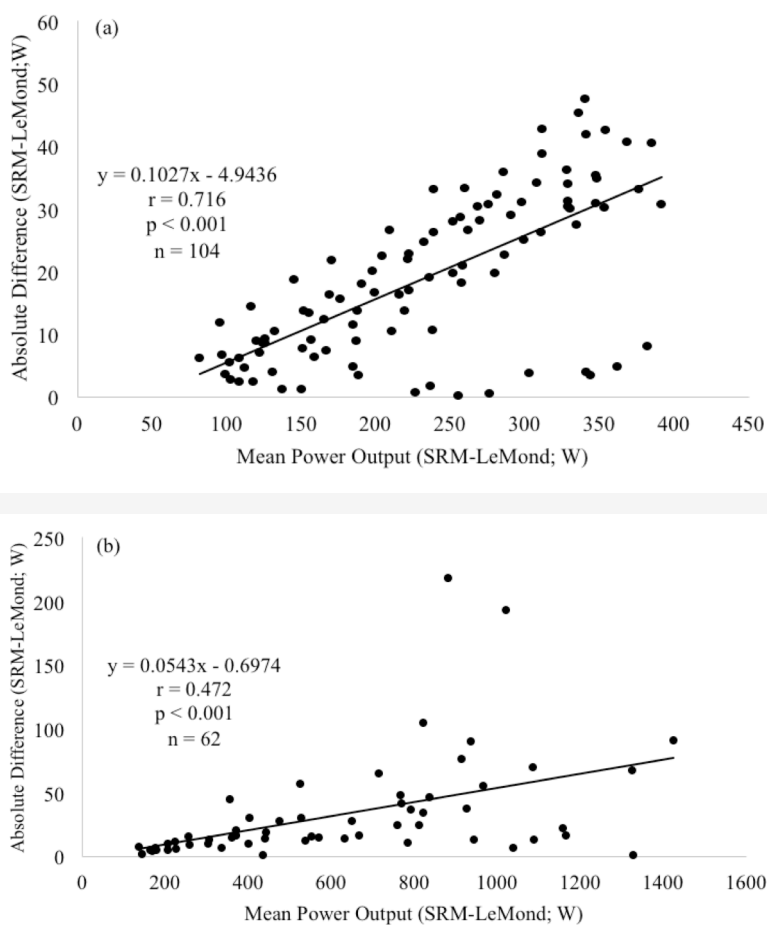 (a)
Absolute Difference (SRM-LeMond;W)
60
50
40
30
20
10
0
y = 0.1027x - 4.9436
r = 0.716
p < 0.001
n = 104
0 50 100 150 200 250 300 350 400 450
Mean Power Output (SRM-LeMond; W)
(b)
Absolute Difference (SRM-LeMond; W)
250
200
150
100
50
0
y = 0.0543x - 0.6974
r = 0.472
p < 0.001
n = 62
0 200 400 600 800 1000 1200 1400 1600
Mean Power Output (SRM-LeMond; W)